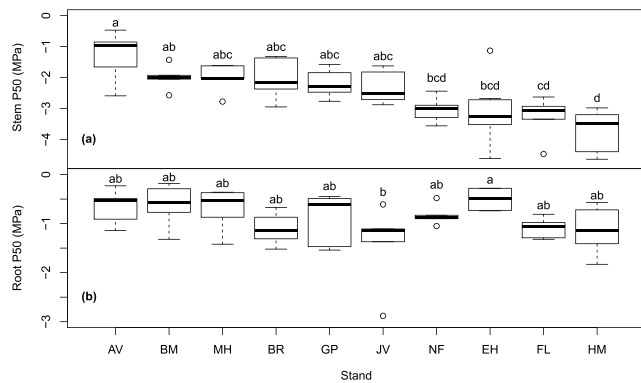 0
−1
−2
−3
−4
Stem P50 (MPa)
a
ab
abc
abc
abc
abc
bcd
bcd
cd
d
(a)
0
−1
−2
−3
Root P50 (MPa)
ab
ab
ab
ab
ab
b
ab
a
ab
ab
(b)
AV BM MH BR GP JV NF EH FL HM
Stand